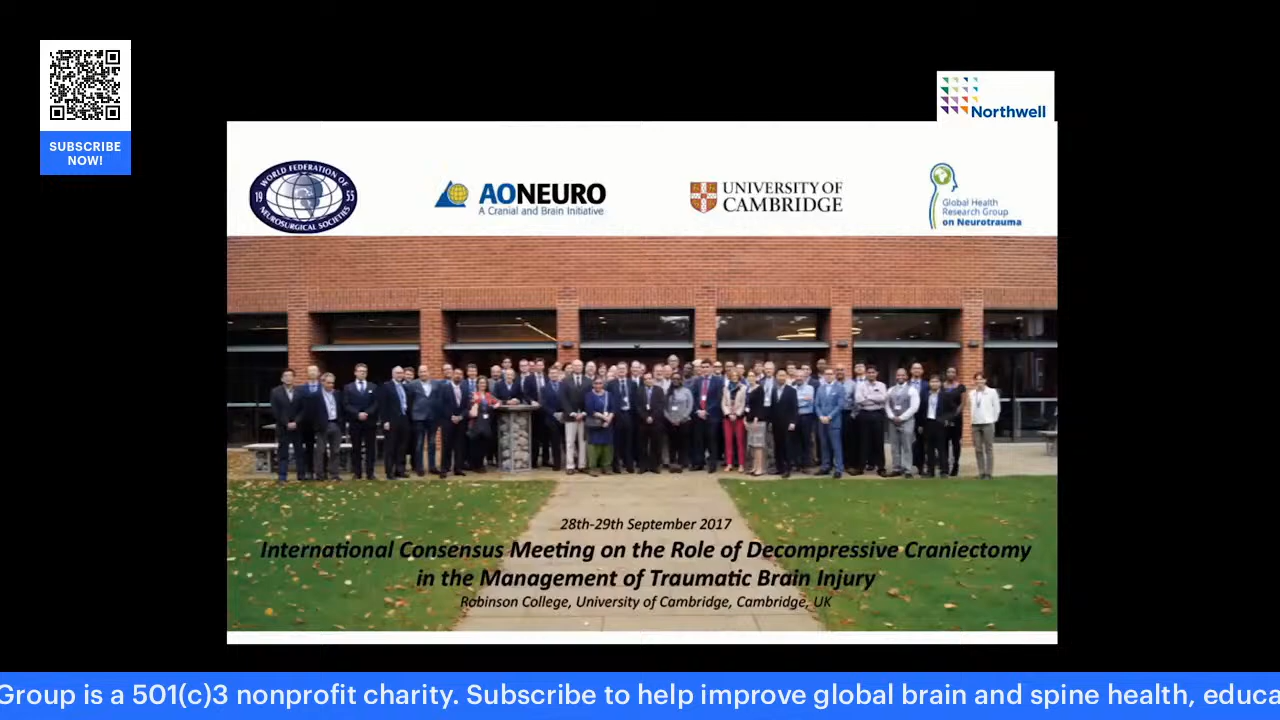 SUBSCRIBE
NOW!
Northwell
WORLD FEDERATION OF
19 55
NEUROSURGICAL SOCIETIES
AONEURO
A Cranial and Brain Initiative
UNIVERSITY OF
CAMBRIDGE
Global Health
Research Group
on Neurotrauma
28th-29th September 2017
International Consensus Meeting on the Role of Decompressive Craniectomy
in the Management of Traumatic Brain Injury
Robinson College, University of Cambridge, Cambridge, UK
Group is a 501(c)3 nonprofit charity. Subscribe to help improve global brain and spine health, educa